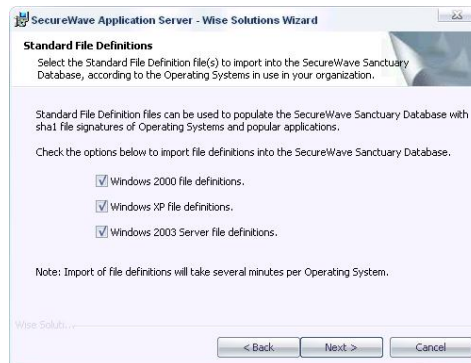 SecureWave Application Server - Wise Solutions Wizard
Standard File Definitions
Select the Standard File Definition file(s) to import into the SecureWave Sanctuary
Database, according to the Operating Systems in use in your organization.
Standard File Definition files can be used to populate the SecureWave Sanctuary Database with
sha1 file signatures of Operating Systems and popular applications.
Check the options below to import file definitions into the SecureWave Sanctuary Database.
Windows 2000 file definitions.
Windows XP file definitions.
Windows 2003 Server file definitions.
Note: Import of file definitions will take several minutes per Operating System.
Wise
< Back
Next >
Cancel